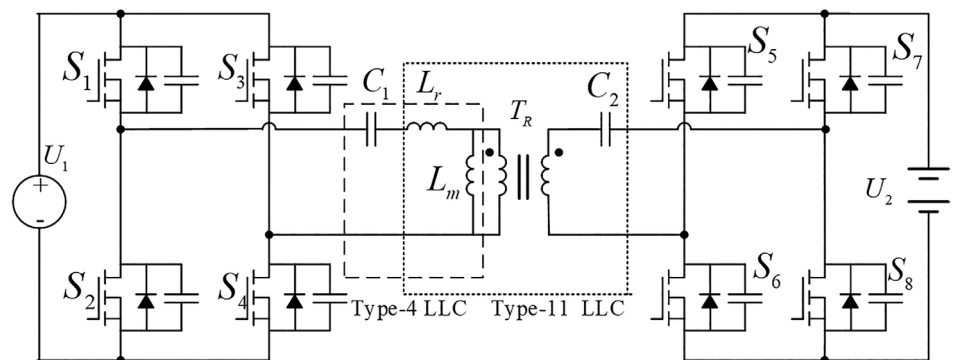 S1
S3
C1
Lr
TR
C2
S5
S7
U1
+
-
Lm
U2
S2
S4
S6
S8
Type-4 LLC
Type-11 LLC